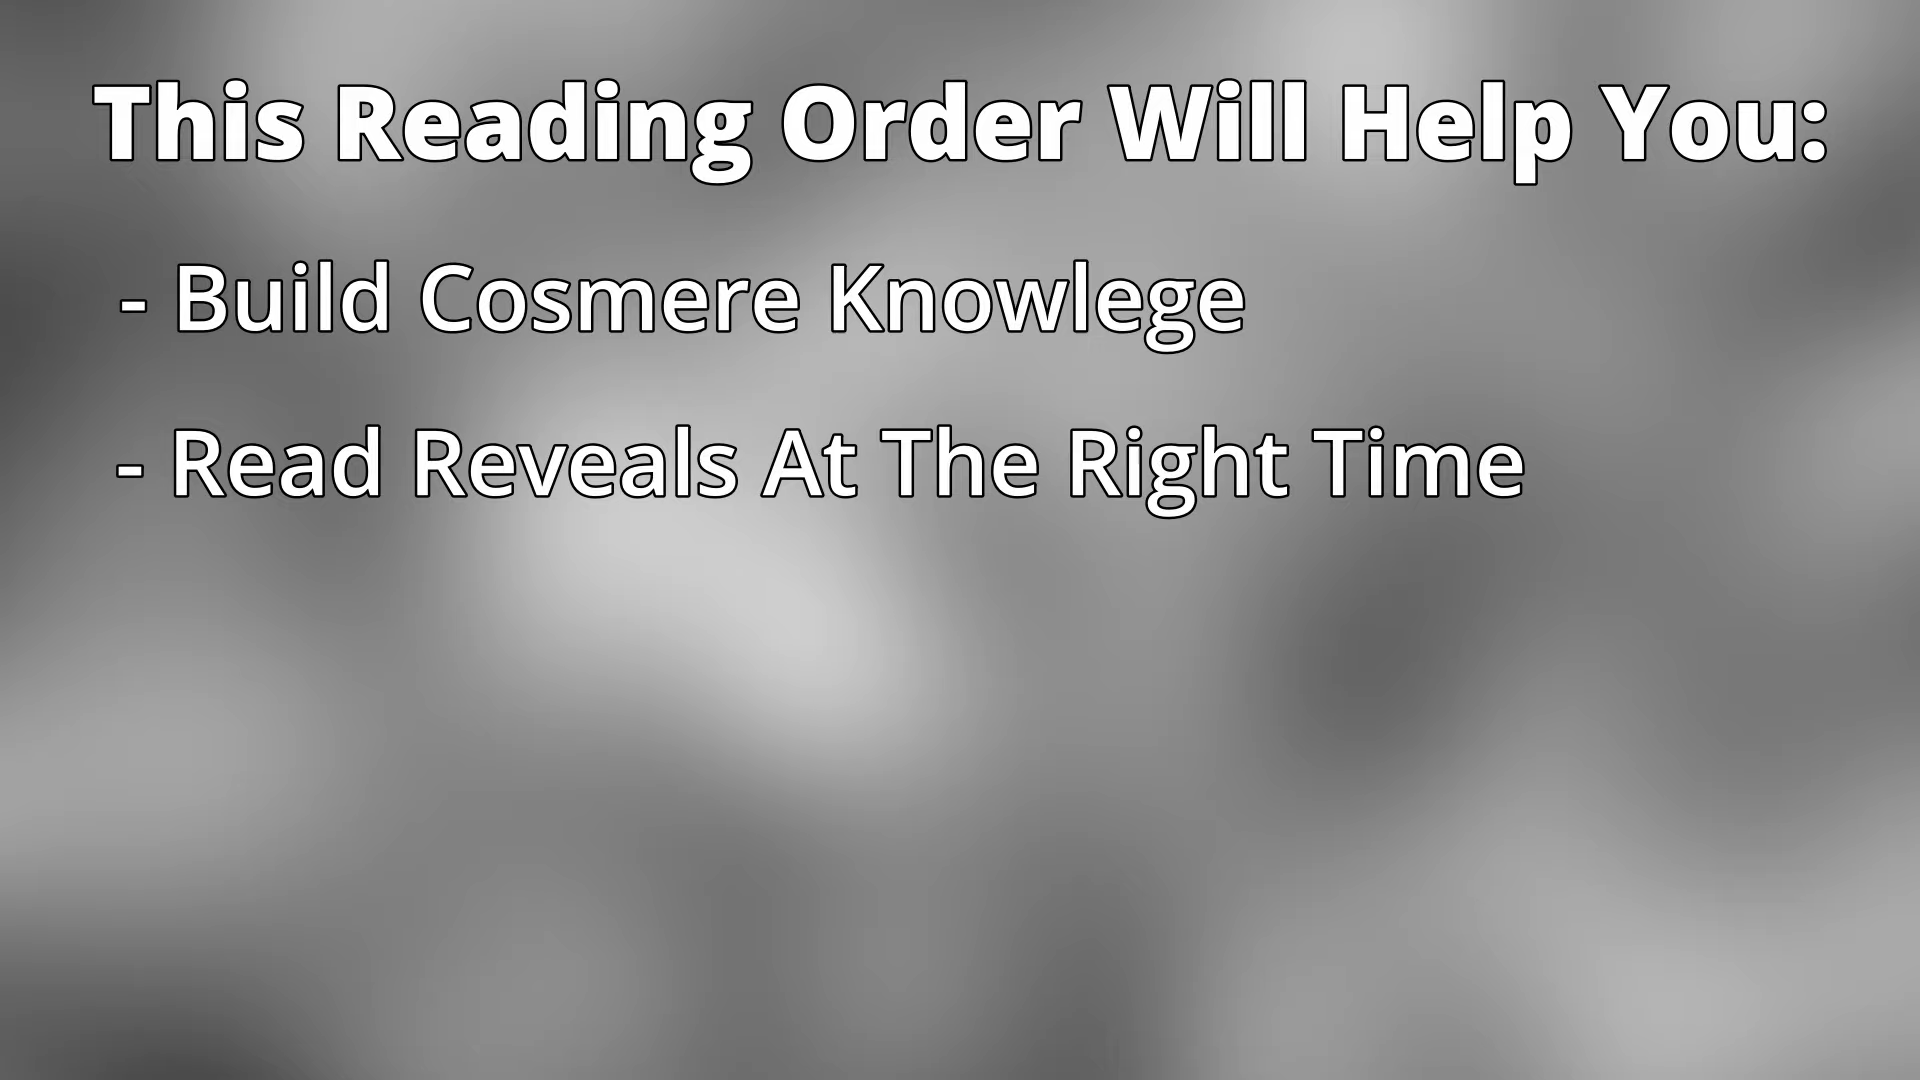 This Reading Order Will Help You:
- Build Cosmere Knowlege
- Read Reveals At The Right Time